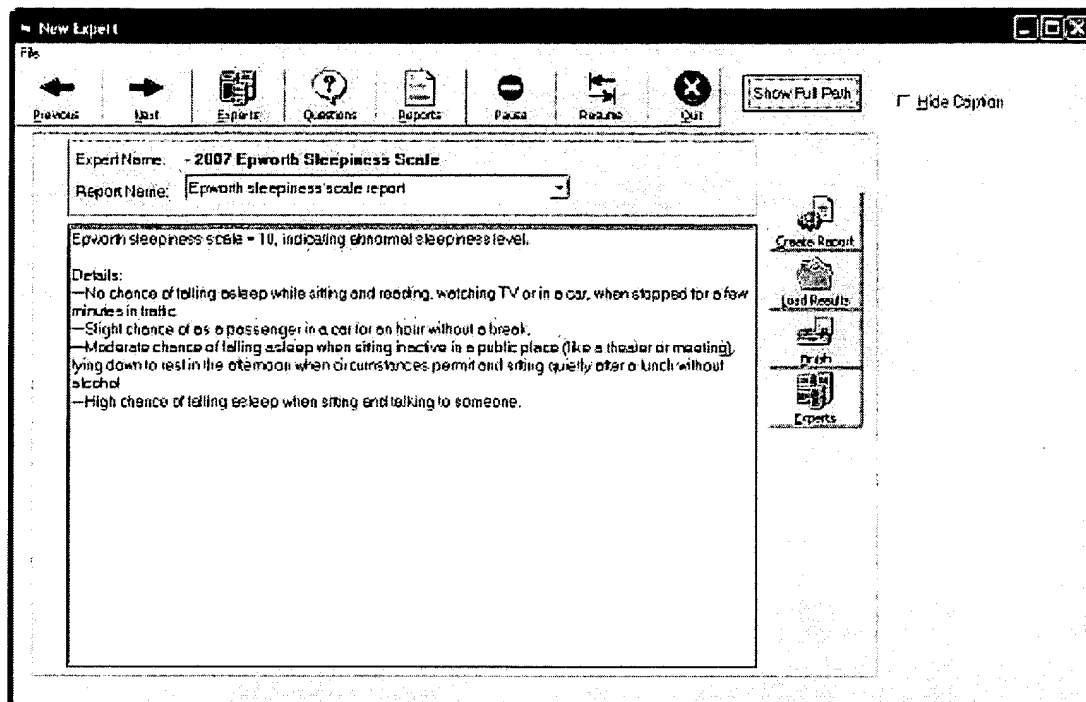 New Expert
File
Previous Next Experts Questions Reports Pause Resume Quit Show Full Path Hide Caption
Expert Name: - 2007 Epworth Sleepiness Scale
Report Name: Epworth sleepiness scale report
Epworth sleepiness scale = 10, indicating abnormal sleepiness level.
Details:
—No chance of falling asleep while sitting and reading, watching TV or in a car, when stopped for a few
minutes in traffic.
—Slight chance of as a passenger in a car for an hour without a break.
—Moderate chance of falling asleep when sitting inactive in a public place (like a theater or meeting),
lying down to rest in the afternoon when circumstances permit and sitting quietly after a lunch without
alcohol
—High chance of falling asleep when sitting and talking to someone.
Create Report
Load Results
Experts